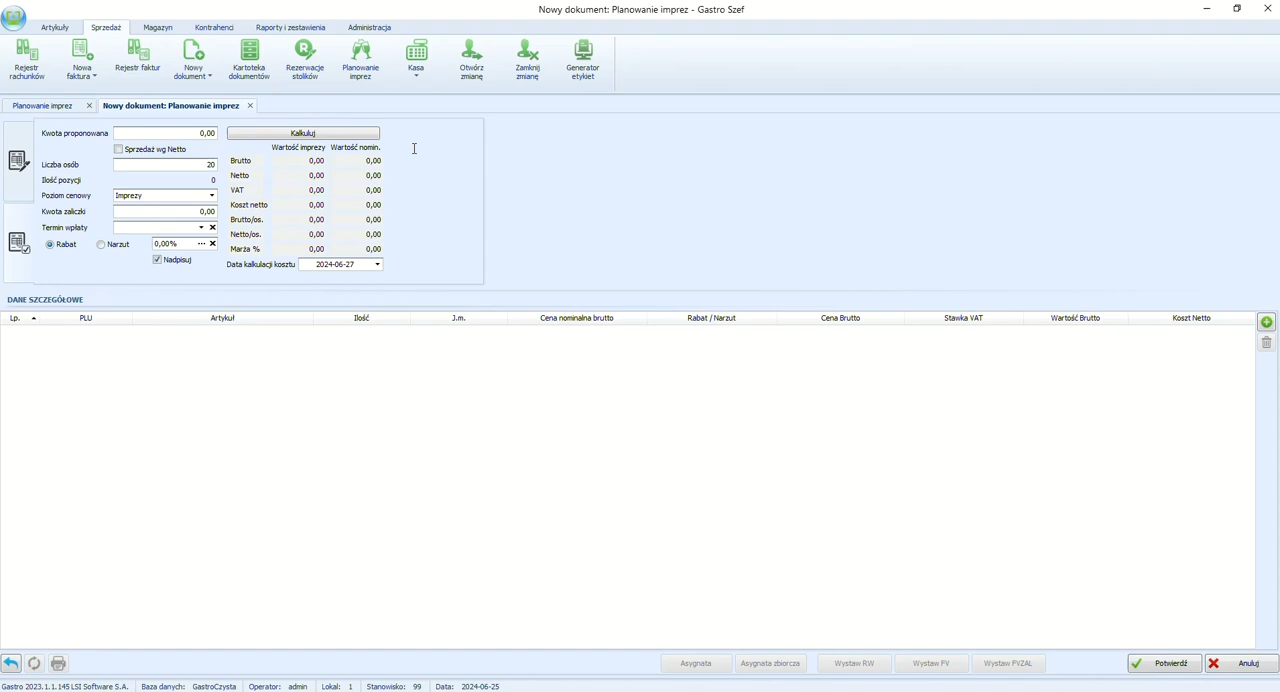 Nowy dokument: Planowanie imprez - Gastro Szef
Artykuły Sprzedaż Magazyn Kontrahenci Raporty i zestawienia Administracja
Rejestr rachunków
Nowa faktura
Rejestr faktur
Nowy dokument
Kartoteka dokumentów
Rezerwacje stolików
Planowanie imprez
Kasa
Otwórz zmianę
Zamknij zmianę
Generator etykiet
Planowanie imprez
Nowy dokument: Planowanie imprez
Kwota proponowana 0,00
Sprzedaż wg Netto
Liczba osób 20
Ilość pozycji 0
Poziom cenowy Imprezy
Kwota zaliczki 0,00
Termin wpłaty
Rabat Narzut 0,00%
Nadpisuj
Kalkuluj
Wartość imprezy Wartość nomin.
Brutto 0,00 0,00
Netto 0,00 0,00
VAT 0,00 0,00
Koszt netto 0,00 0,00
Brutto/os. 0,00 0,00
Netto/os. 0,00 0,00
Marża % 0,00 0,00
Data kalkulacji kosztu 2024-06-27
DANE SZCZEGÓŁOWE
Lp. PLU Artykuł Ilość J.m. Cena nominalna brutto Rabat / Narzut Cena Brutto Stawka VAT Wartość Brutto Koszt Netto
Asygnata Asygnata zbiorcza Wystaw RW Wystaw FV Wystaw FVZAL Potwierdź Anuluj
Gastro 2023.1.1.145 LSI Software S.A. Baza danych: GastroCzysta Operator: admin Lokal: 1 Stanowisko: 99 Data: 2024-06-25